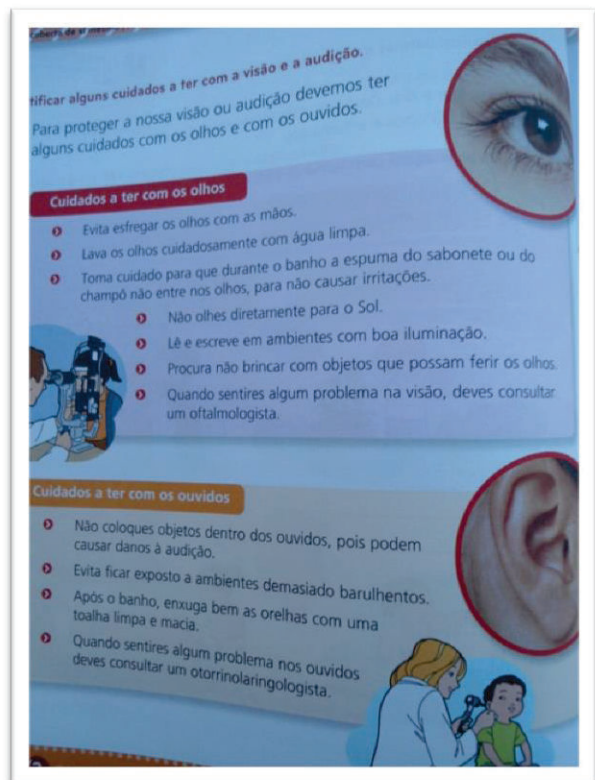 coberta de si mesmo
tificar alguns cuidados a ter com a visão e a audição.
Para proteger a nossa visão ou audição devemos ter
alguns cuidados com os olhos e com os ouvidos.
Cuidados a ter com os olhos
Evita esfregar os olhos com as mãos.
Lava os olhos cuidadosamente com água limpa.
Toma cuidado para que durante o banho a espuma do sabonete ou do
champô não entre nos olhos, para não causar irritações.
Não olhes diretamente para o Sol.
Lê e escreve em ambientes com boa iluminação.
Procura não brincar com objetos que possam ferir os olhos.
Quando sentires algum problema na visão, deves consultar
um oftalmologista.
Cuidados a ter com os ouvidos
Não coloques objetos dentro dos ouvidos, pois podem
causar danos à audição.
Evita ficar exposto a ambientes demasiado barulhentos.
Após o banho, enxuga bem as orelhas com uma
toalha limpa e macia.
Quando sentires algum problema nos ouvidos
deves consultar um otorrinolaringologista.